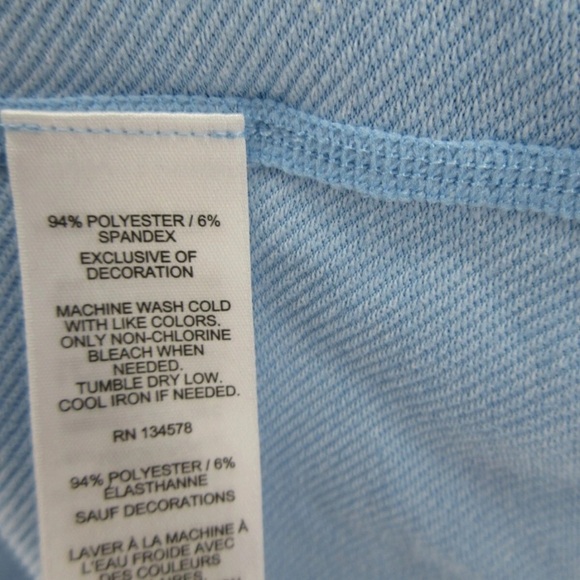 94% POLYESTER / 6%
SPANDEX
EXCLUSIVE OF
DECORATION
MACHINE WASH COLD
WITH LIKE COLORS.
ONLY NON-CHLORINE
BLEACH WHEN
NEEDED.
TUMBLE DRY LOW.
COOL IRON IF NEEDED.
RN 134578
94% POLYESTER / 6%
ÉLASTHANNE
SAUF DECORATIONS
LAVER À LA MACHINE À
L'EAU FROIDE AVEC
DES COULEURS